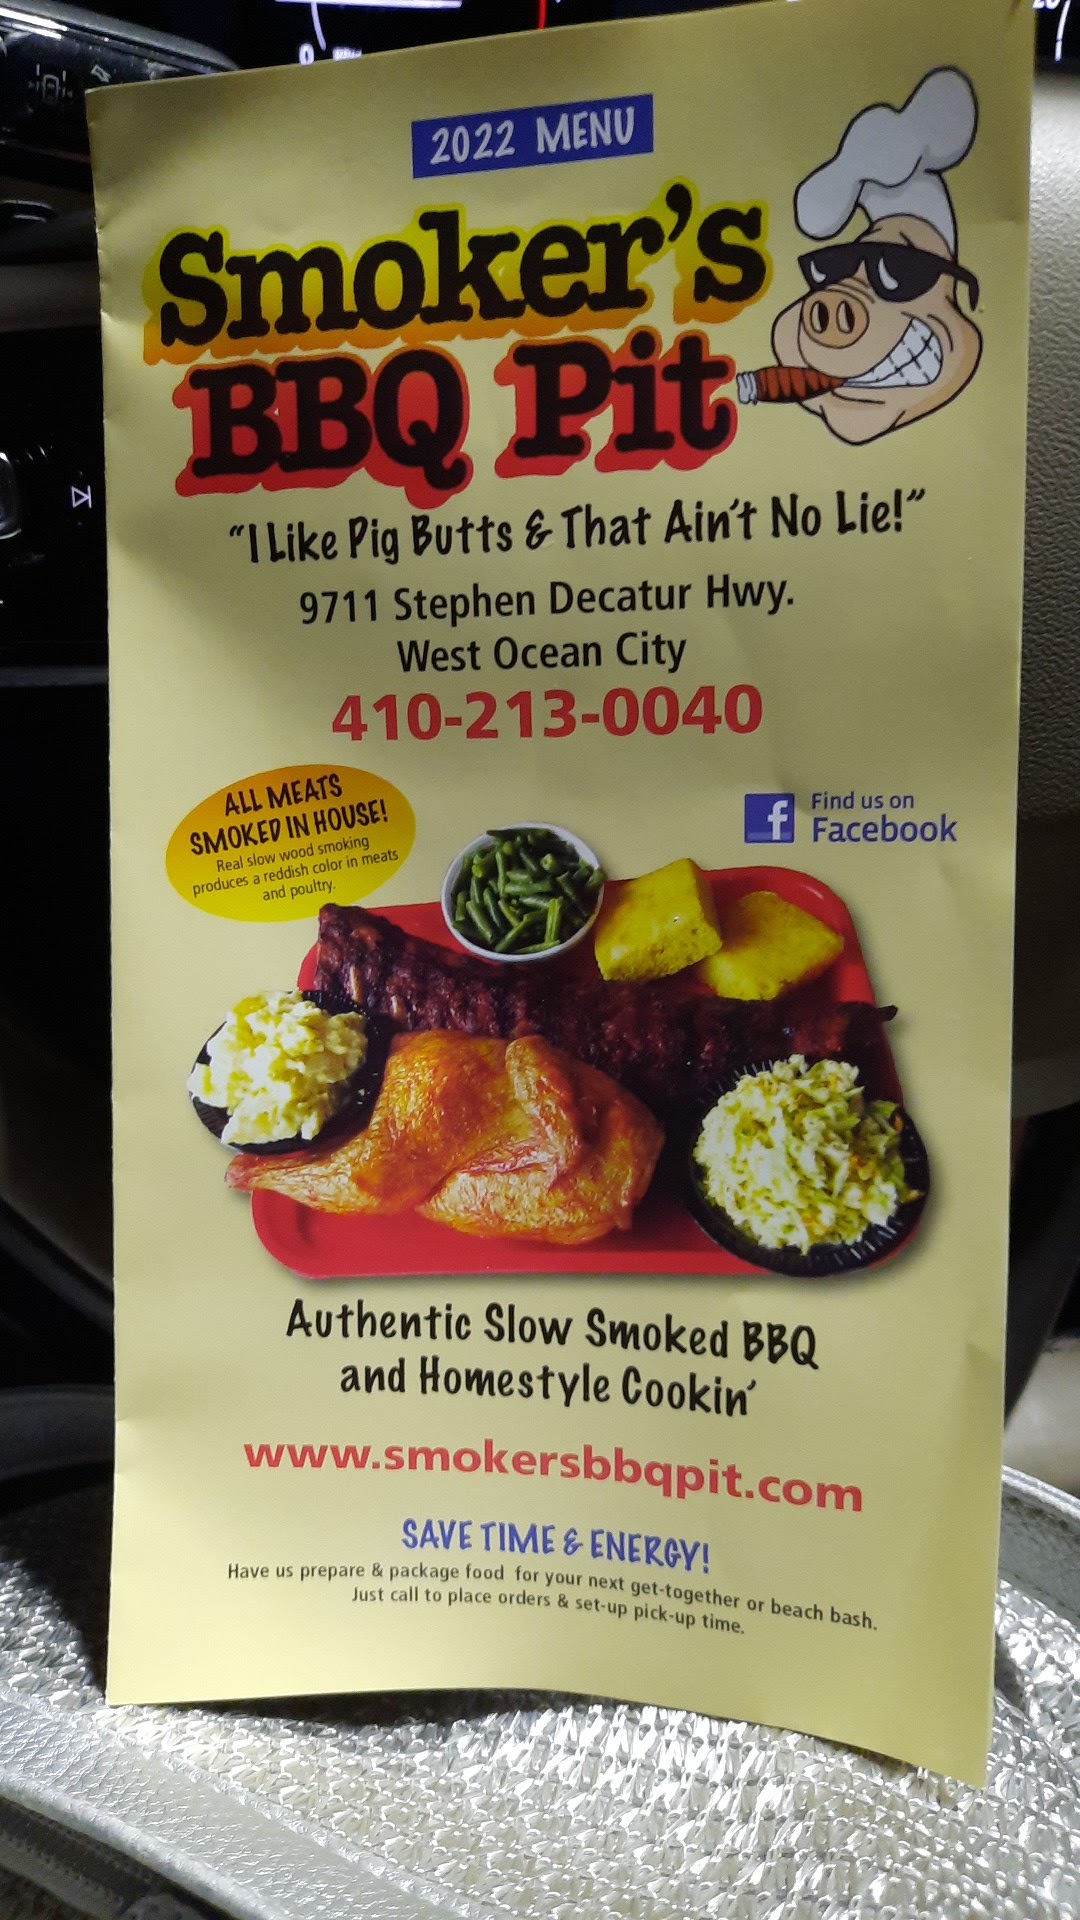 2022 MENU
Smoker's
BBQ Pit
"I Like Pig Butts & That Ain't No Lie!"
9711 Stephen Decatur Hwy.
West Ocean City
410-213-0040
ALL MEATS
SMOKED IN HOUSE!
Real slow wood smoking
produces a reddish color in meats
and poultry.
f
Find us on
Facebook
Authentic Slow Smoked BBQ
and Homestyle Cookin'
www.smokersbbqpit.com
SAVE TIME & ENERGY!
Have us prepare & package food for your next get-together or beach bash.
Just call to place orders & set-up pick-up time.